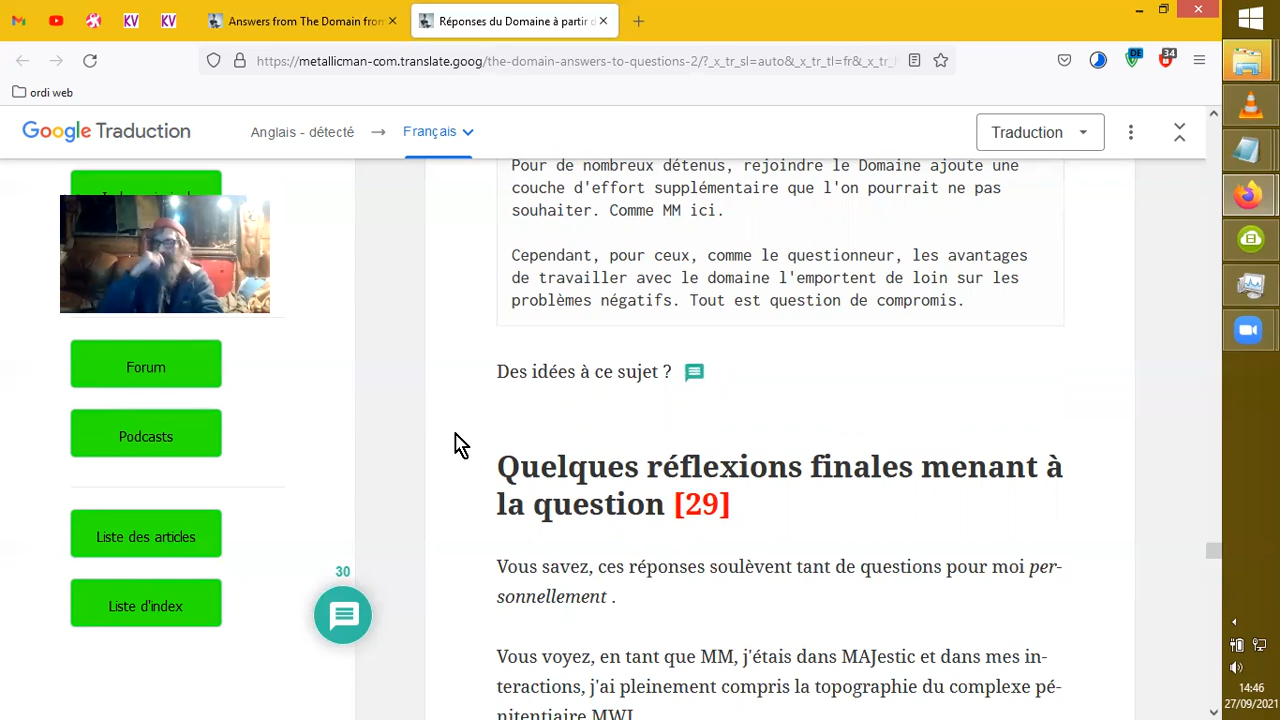 Answers from The Domain from
Réponses du Domaine à partir d
https://metallicman-com.translate.goog/the-domain-answers-to-questions-2/?_x_tr_sl=auto&_x_tr_tl=fr&_x_tr_
DE
34
ordi web
Google Traduction
Anglais - détecté
Français
Traduction
Pour de nombreux détenus, rejoindre le Domaine ajoute une
couche d'effort supplémentaire que l'on pourrait ne pas
souhaiter. Comme MM ici.
Cependant, pour ceux, comme le questionneur, les avantages
de travailler avec le domaine l'emportent de loin sur les
problèmes négatifs. Tout est question de compromis.
Des idées à ce sujet ?
Forum
Podcasts
Liste des articles
Liste d'index
30
Quelques réflexions finales menant à
la question [29]
Vous savez, ces réponses soulèvent tant de questions pour moi per-
sonnellement .
Vous voyez, en tant que MM, j'étais dans MAJestic et dans mes in-
teractions, j'ai pleinement compris la topographie du complexe pé-
nitentiaire MWI
14:46
27/09/2021
KV
KV